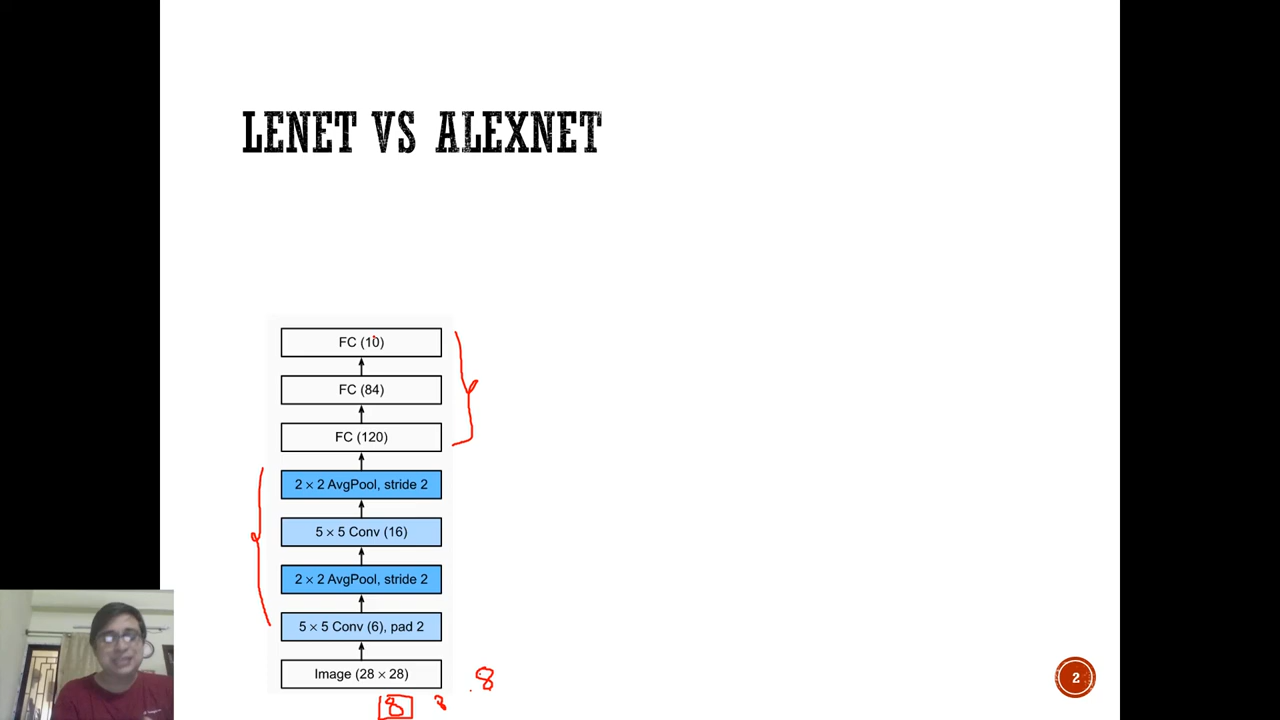 LENET VS ALEXNET
FC (10)
FC (84)
FC (120)
2 × 2 AvgPool, stride 2
5 × 5 Conv (16)
2 × 2 AvgPool, stride 2
5 × 5 Conv (6), pad 2
Image (28 × 28)
8
8
2